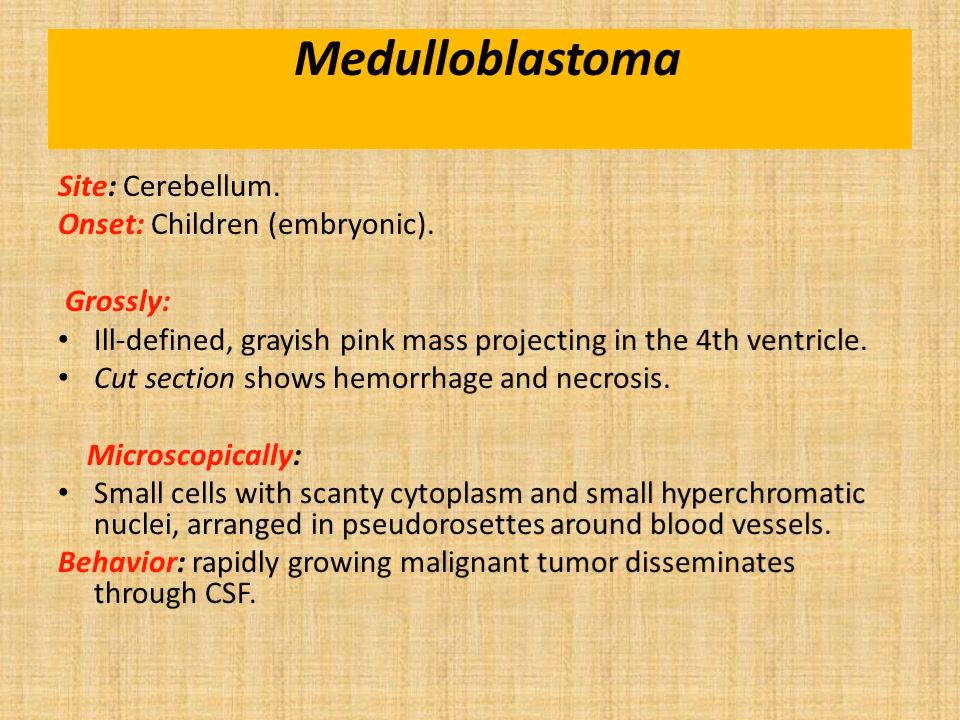 Medulloblastoma
Site: Cerebellum.
Onset: Children (embryonic).
Grossly:
• Ill-defined, grayish pink mass projecting in the 4th ventricle.
• Cut section shows hemorrhage and necrosis.
Microscopically:
• Small cells with scanty cytoplasm and small hyperchromatic
nuclei, arranged in pseudorosettes around blood vessels.
Behavior: rapidly growing malignant tumor disseminates
through CSF.